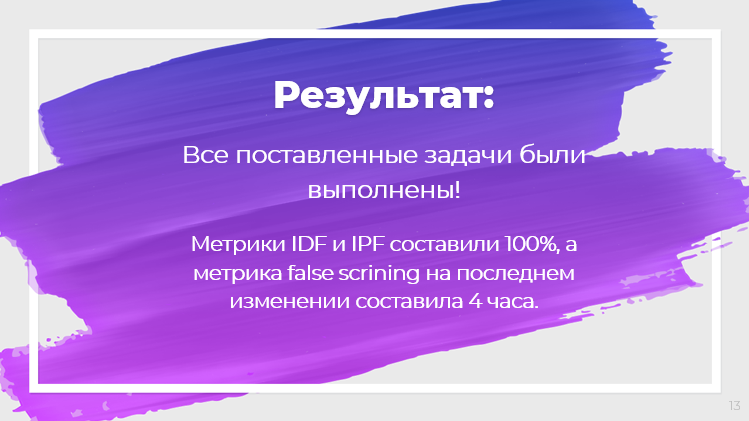 Результат:
Все поставленные задачи были
выполнены!
Метрики IDF и IPF составили 100%, а
метрика false scrining на последнем
изменении составила 4 часа.
13